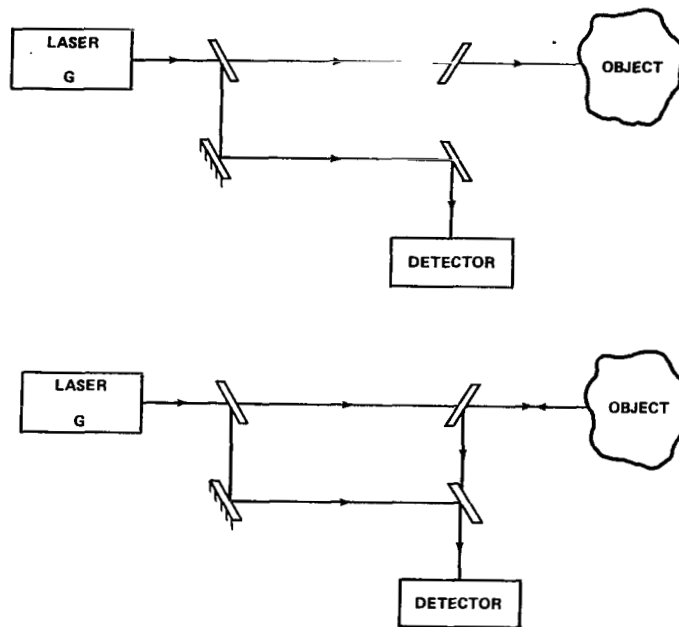 LASER
G
OBJECT
DETECTOR
LASER
G
OBJECT
DETECTOR